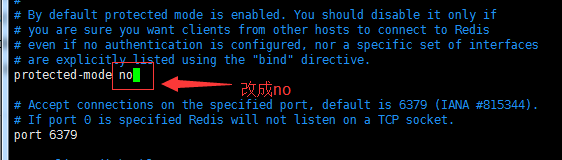 #
# By default protected mode is enabled. You should disable it only if
# you are sure you want clients from other hosts to connect to Redis
# even if no authentication is configured, nor a specific set of interfaces
# are explicitly listed using the "bind" directive.
protected-mode no
改成no
# Accept connections on the specified port, default is 6379 (IANA #815344).
# If port 0 is specified Redis will not listen on a TCP socket.
port 6379